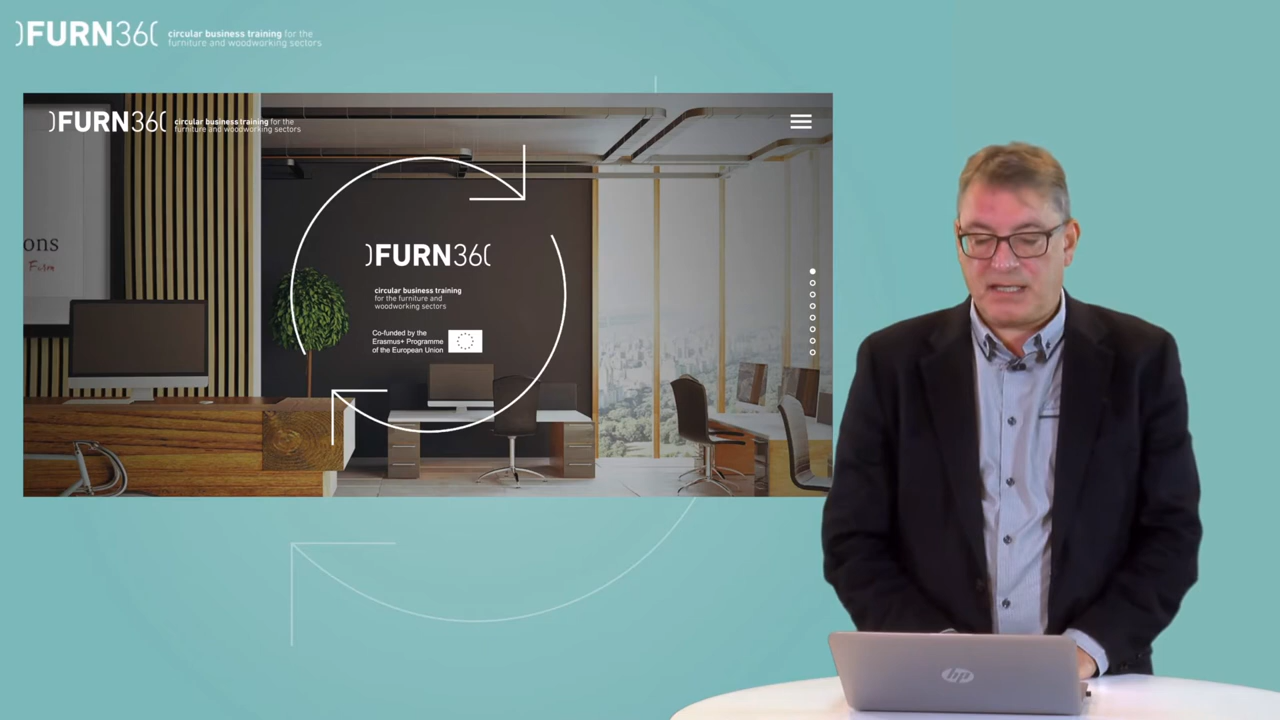 FURN36
circular business training for the
furniture and woodworking sectors
FURN36
circular business training for the
furniture and woodworking sectors
ons
FURN36
circular business training
for the furniture and
woodworking sectors
Co-funded by the
Erasmus+ Programme
of the European Union
hp